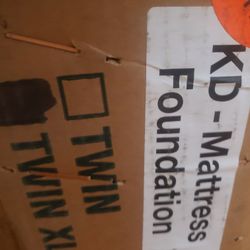 KD - Mattress
Foundation
TWIN
TWIN XL